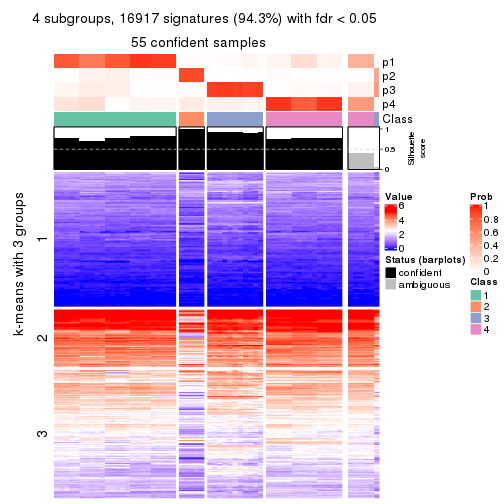 4 subgroups, 16917 signatures (94.3%) with fdr < 0.05
55 confident samples
p1
p2
p3
p4
Class
1
0.5
0
Silhouette
score
k-means with 3 groups
1
2
3
Value
6
4
2
0
Status (barplots)
confident
ambiguous
Prob
1
0.8
0.6
0.4
0.2
0
Class
1
2
3
4